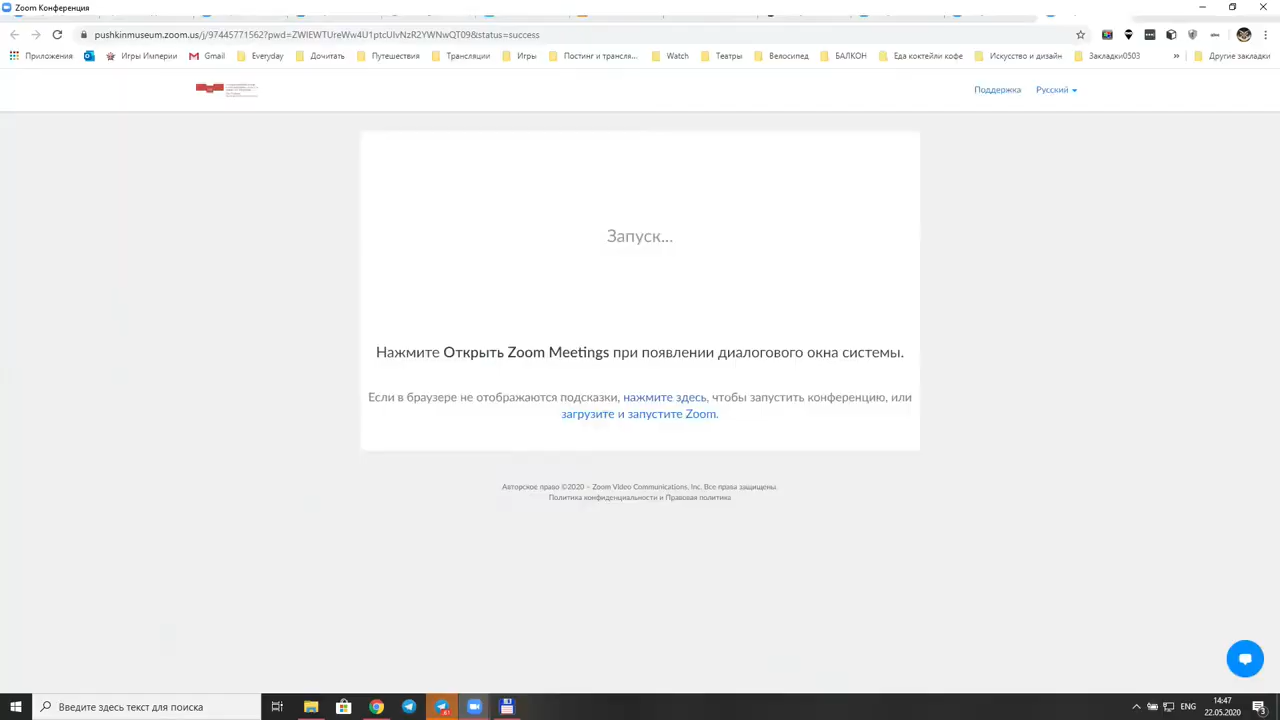 Zoom Конференция
pushkinmuseum.zoom.us/j/97445771562?pwd=ZWlEWTUreWw4U1ptcUlvNzR2YWNwQT09&status=success
Приложения Игры Империи Gmail Everyday Дочитать Путешествия Трансляции Игры Постинг и трансля... Watch Театры Велосипед БАЛКОН Еда коктейли кофе Искусство и дизайн Закладки0503 » Другие закладки
Поддержка Русский
Запуск...
Нажмите Открыть Zoom Meetings при появлении диалогового окна системы.
Если в браузере не отображаются подсказки, нажмите здесь, чтобы запустить конференцию, или
загрузите и запустите Zoom.
Авторское право ©2020 - Zoom Video Communications, Inc. Все права защищены.
Политика конфиденциальности и Правовая политика
Введите здесь текст для поиска
ENG
14:47
22.05.2020